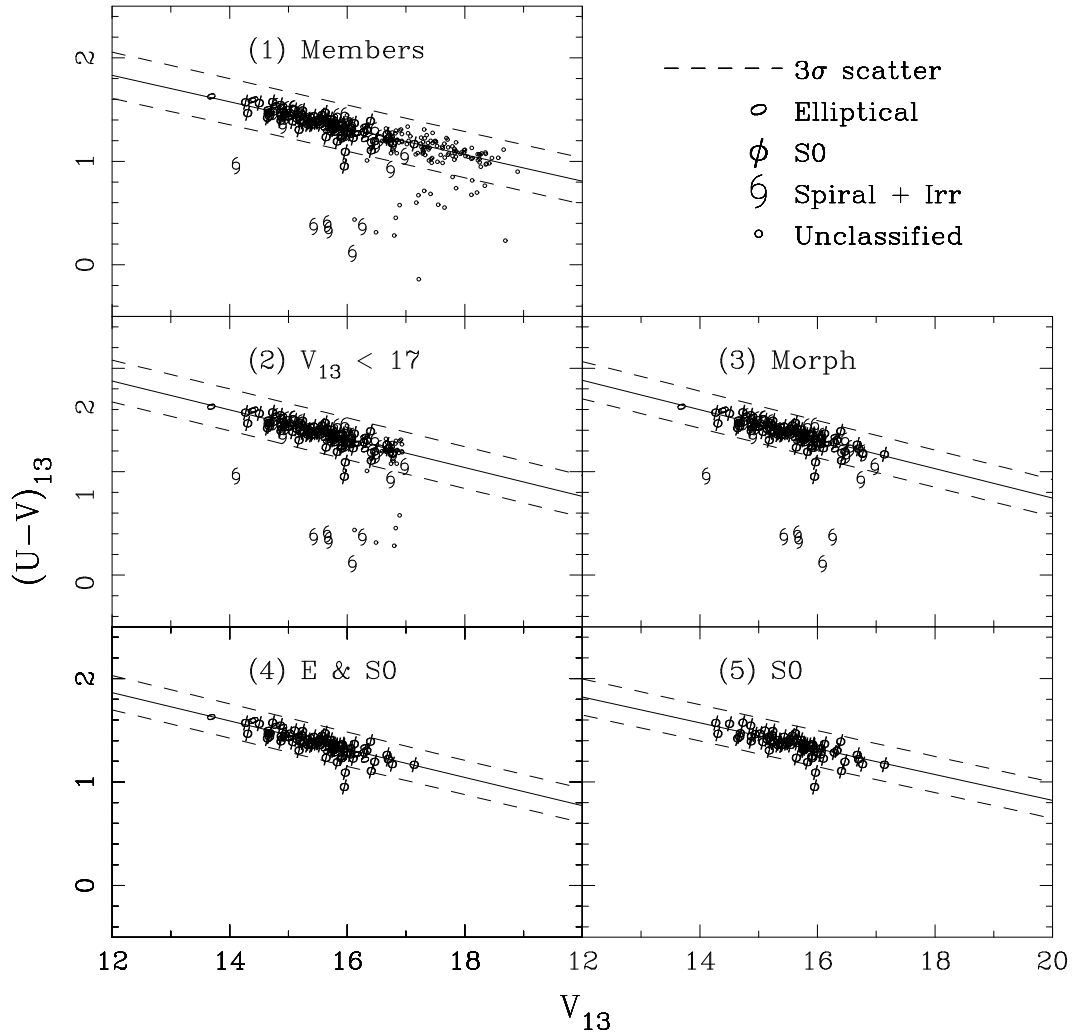 (1) Members
3σ scatter
Elliptical
S0
Spiral + Irr
Unclassified
2
1
0
(2) V13 < 17
(3) Morph
2
1
0
(U−V)13
(4) E & S0
(5) S0
2
1
0
12 14 16 18 12 14 16 18 20
V13